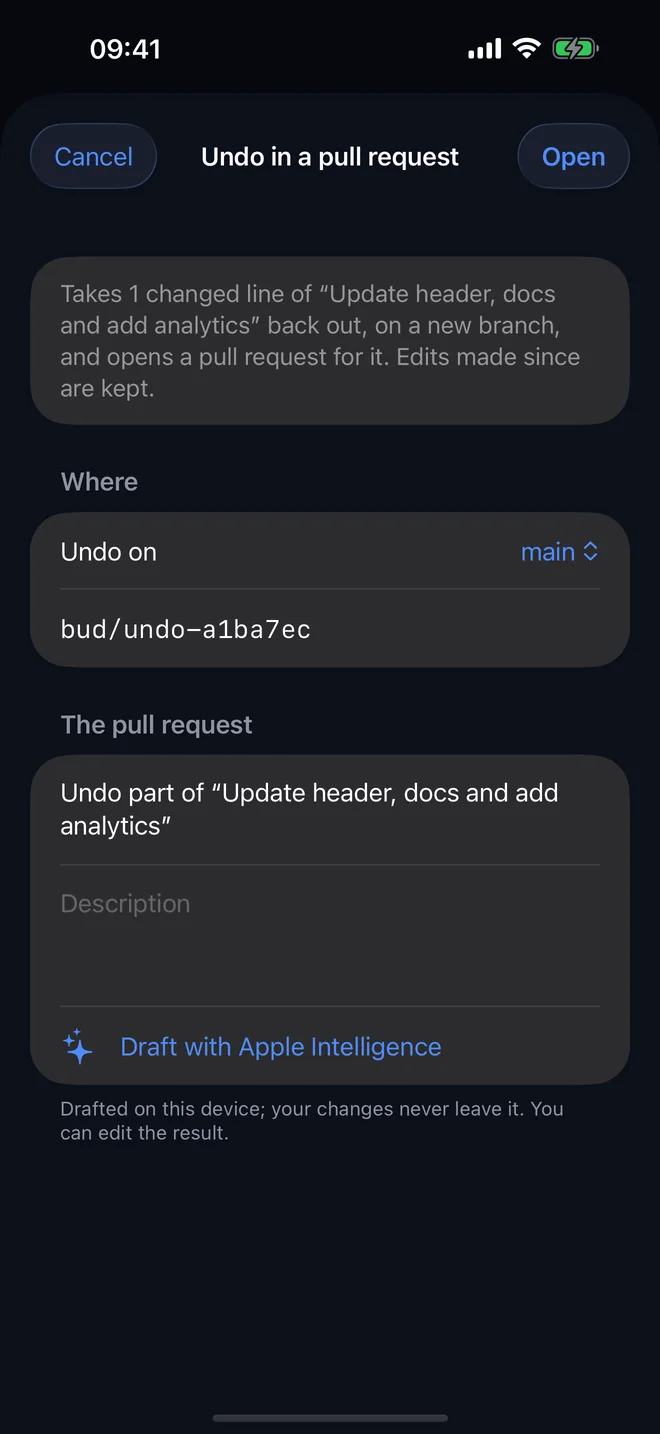 09:41
Cancel
Undo in a pull request
Open
Takes 1 changed line of “Update header, docs
and add analytics” back out, on a new branch,
and opens a pull request for it. Edits made since
are kept.
Where
Undo on
main
bud/undo-a1ba7ec
The pull request
Undo part of “Update header, docs and add
analytics”
Description
Draft with Apple Intelligence
Drafted on this device; your changes never leave it. You
can edit the result.